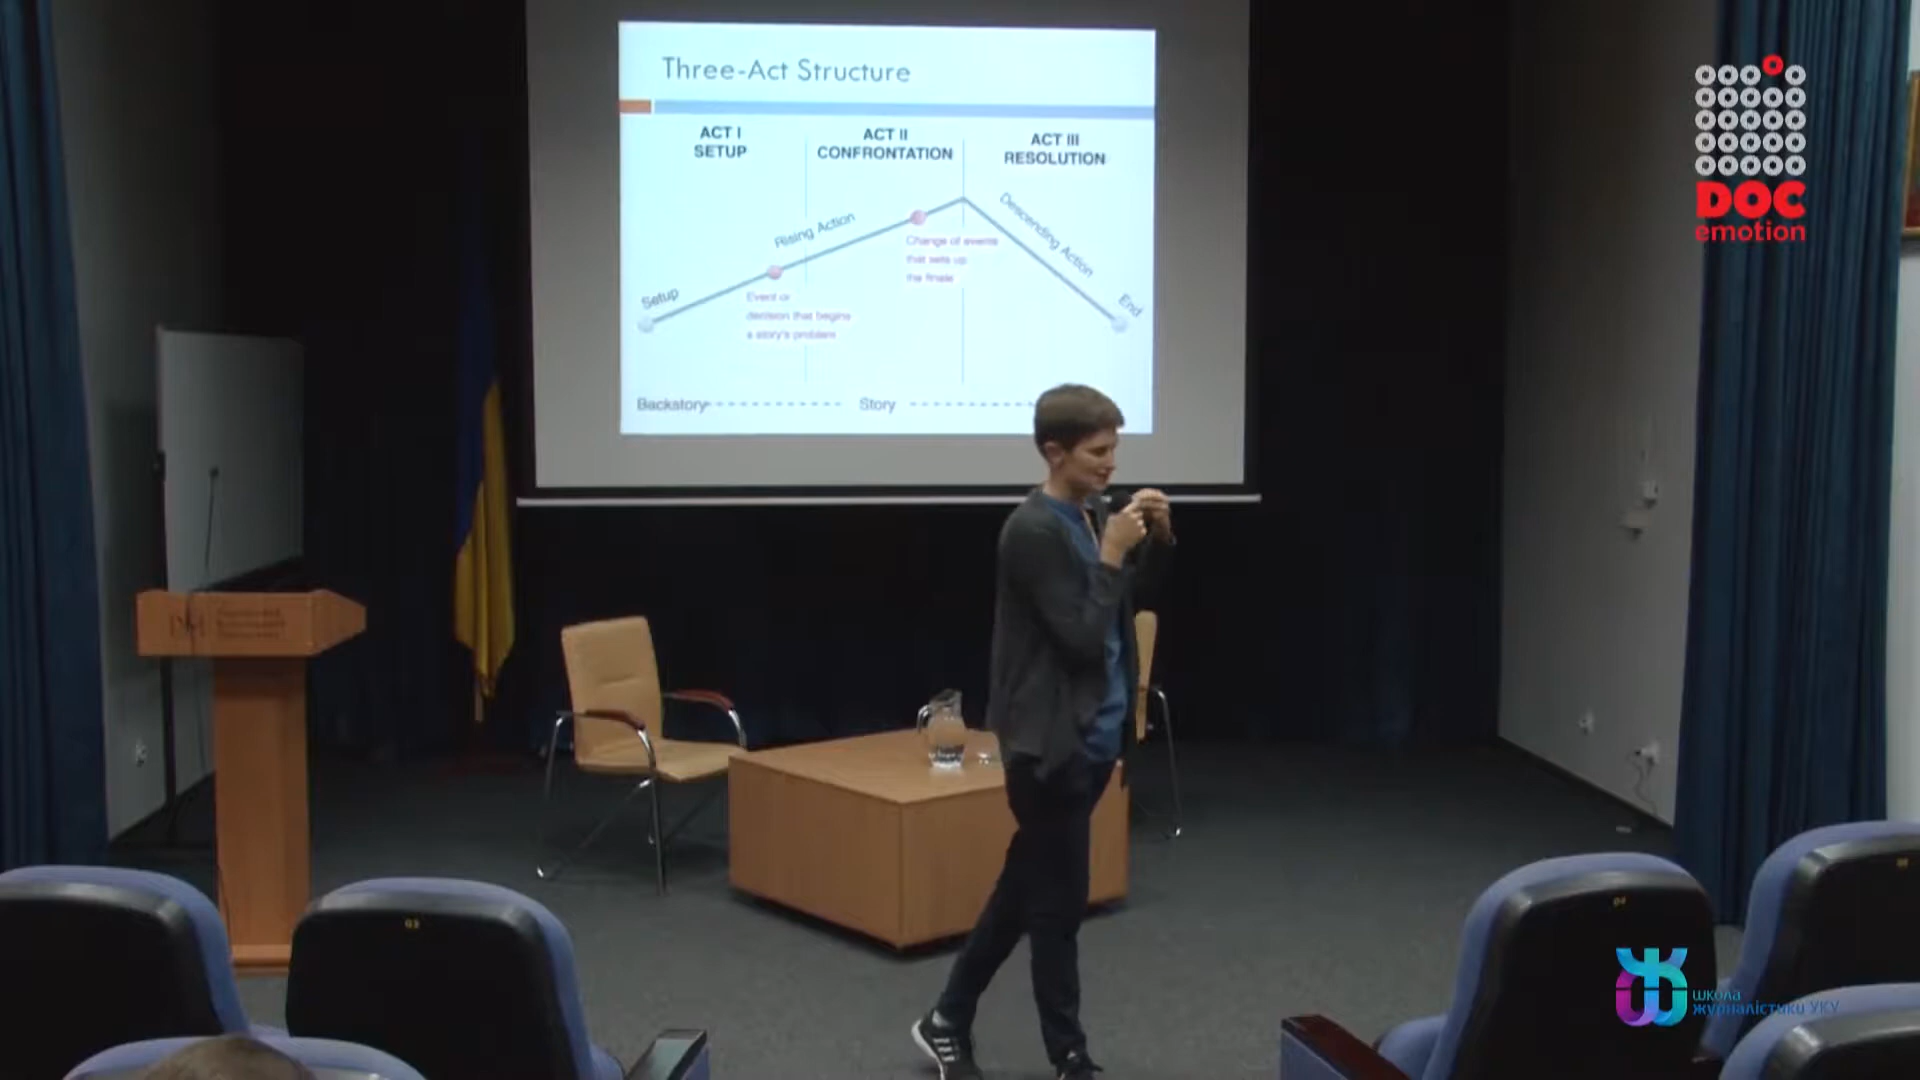 Three-Act Structure
ACT I
SETUP
ACT II
CONFRONTATION
ACT III
RESOLUTION
Setup
Rising Action
Descending Action
End
Event or
decision that begins
a story's problem
Change of events
that sets up
the finale
Backstory
Story
DOC
emotion
школа
журналістики УКУ
03
04